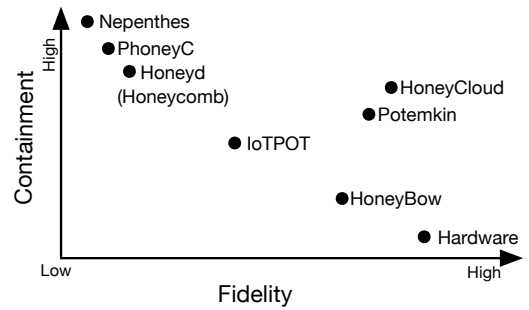 Nepenthes
PhoneyC
Honeyd
(Honeycomb)
HoneyCloud
Potemkin
IoTPOT
HoneyBow
Hardware
High
Containment
Low
High
Fidelity